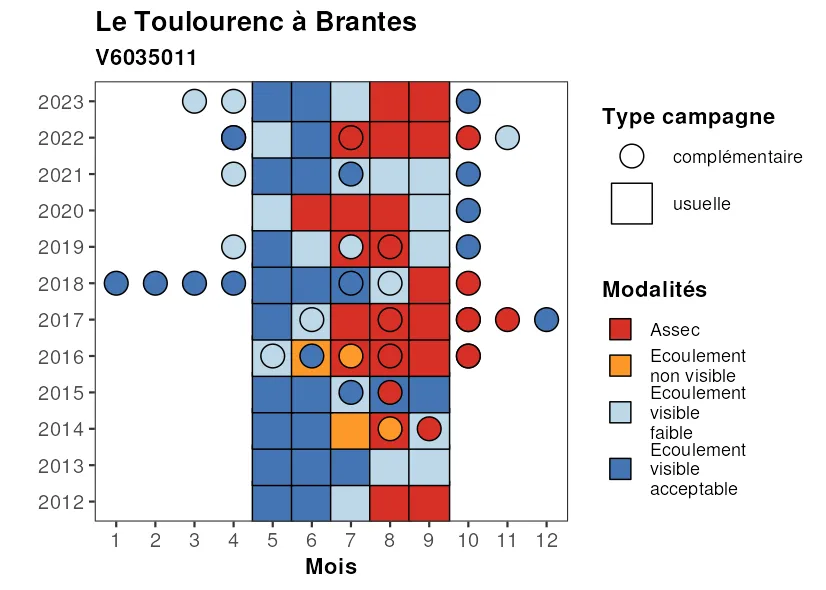 Le Toulourenc à Brantes
V6035011
2023
2022
2021
2020
2019
2018
2017
2016
2015
2014
2013
2012
1 2 3 4 5 6 7 8 9 10 11 12
Mois
Type campagne
complémentaire
usuelle
Modalités
Assec
Ecoulement
non visible
Ecoulement
visible
faible
Ecoulement
visible
acceptable